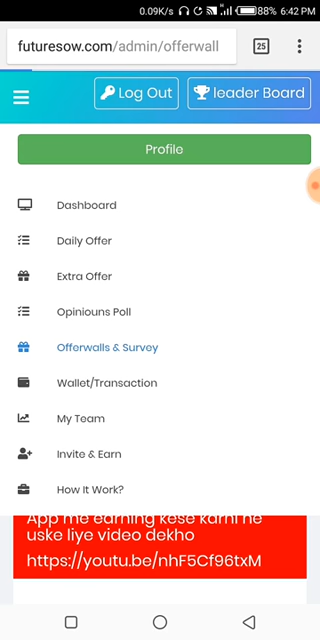 0.09K/s 88% 6:42 PM
futuresow.com/admin/offerwall 25
Log Out leader Board
Profile
Dashboard
Daily Offer
Extra Offer
Opiniouns Poll
Offerwalls & Survey
Wallet/Transaction
My Team
Invite & Earn
How It Work?
App me earning kese karni he
uske liye video dekho
https://youtu.be/nhF5Cf96txM